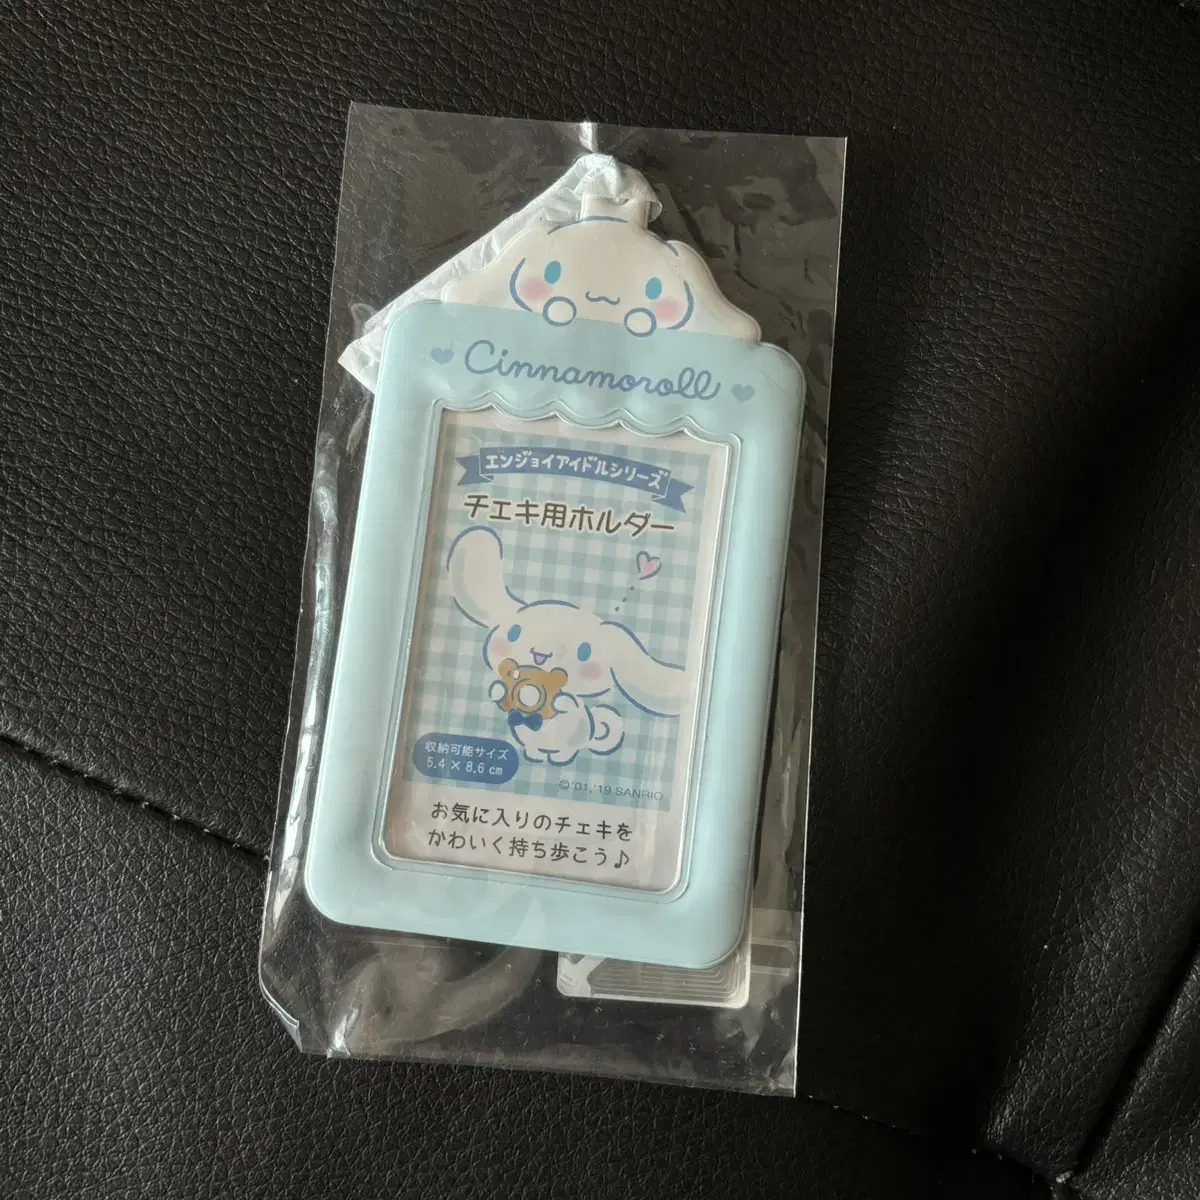 Cinnamoroll
エンジョイアイドルシリーズ
チェキ用ホルダー
収納可能サイズ
5.4 × 8.6 cm
©'01,'19 SANRIO
お気に入りのチェキを
かわいく持ち歩こう♪